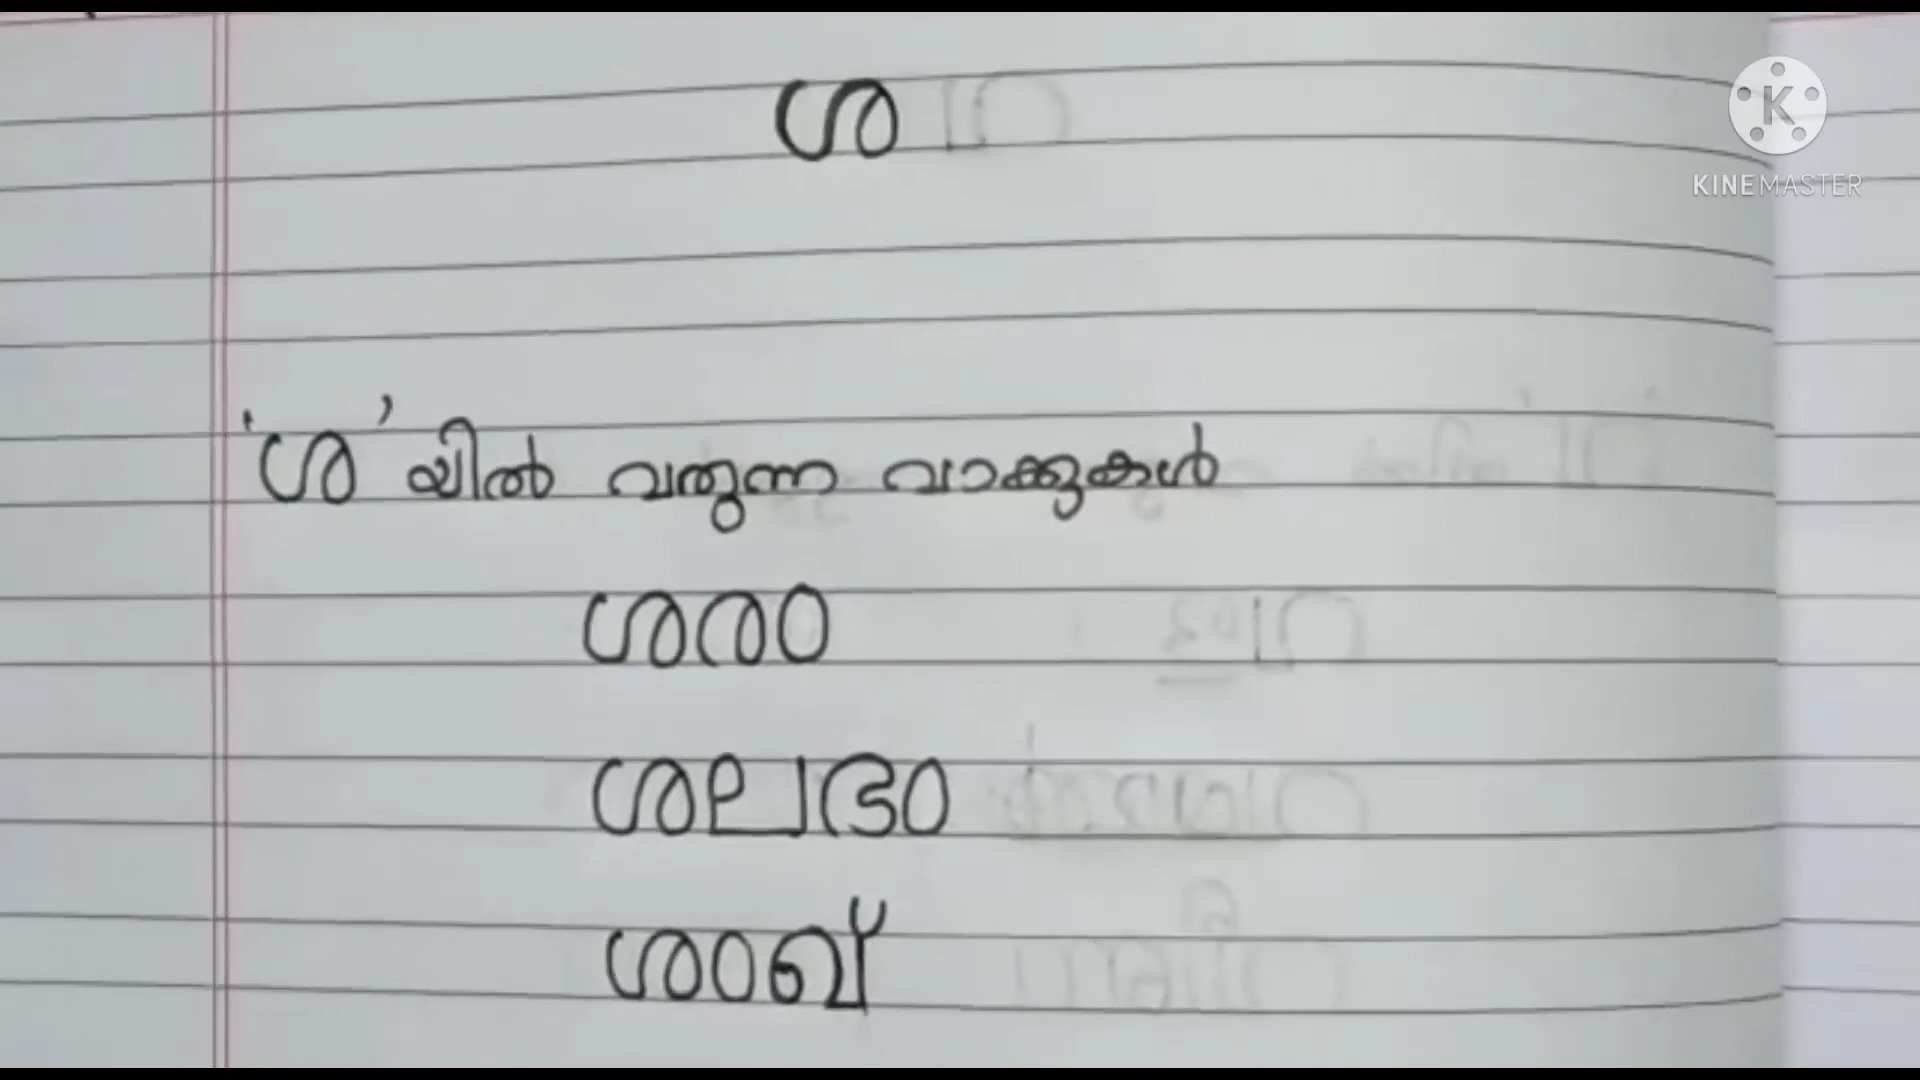 ശ
KINEMASTER
'ശ' യിൽ വരുന്ന വാക്കുകൾ
ശരം
ശലഭം
ശംഖ്